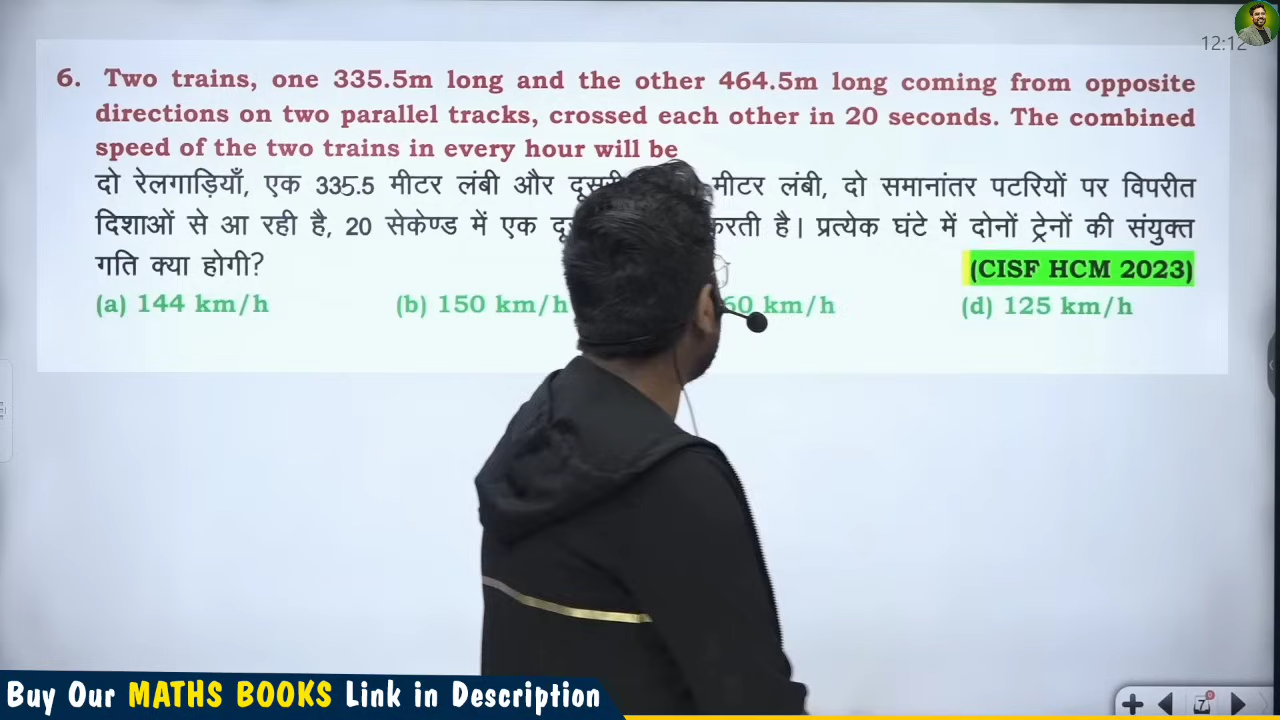 12:12
6. Two trains, one 335.5m long and the other 464.5m long coming from opposite
directions on two parallel tracks, crossed each other in 20 seconds. The combined
speed of the two trains in every hour will be
दो रेलगाड़ियाँ, एक 335.5 मीटर लंबी और मीटर लंबी, दो समानांतर पटरियों पर विपरीत
दिशाओं से आ रही है, 20 सेकेण्ड में एक करती है। प्रत्येक घंटे में दोनों ट्रेनों की संयुक्त
गति क्या होगी? (CISF HCM 2023)
(a) 144 km/h (b) 150 km/h 60 km/h (d) 125 km/h
Buy Our MATHS BOOKS Link in Description
7